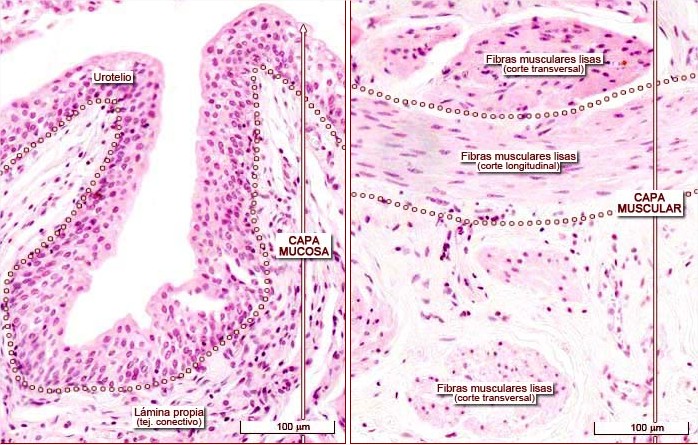 Urotelio
CAPA
MUCOSA
Lámina propia
(tej. conectivo)
100 µm
Fibras musculares lisas
(corte transversal)
Fibras musculares lisas
(corte longitudinal)
CAPA
MUSCULAR
Fibras musculares lisas
(corte transversal)
100 µm